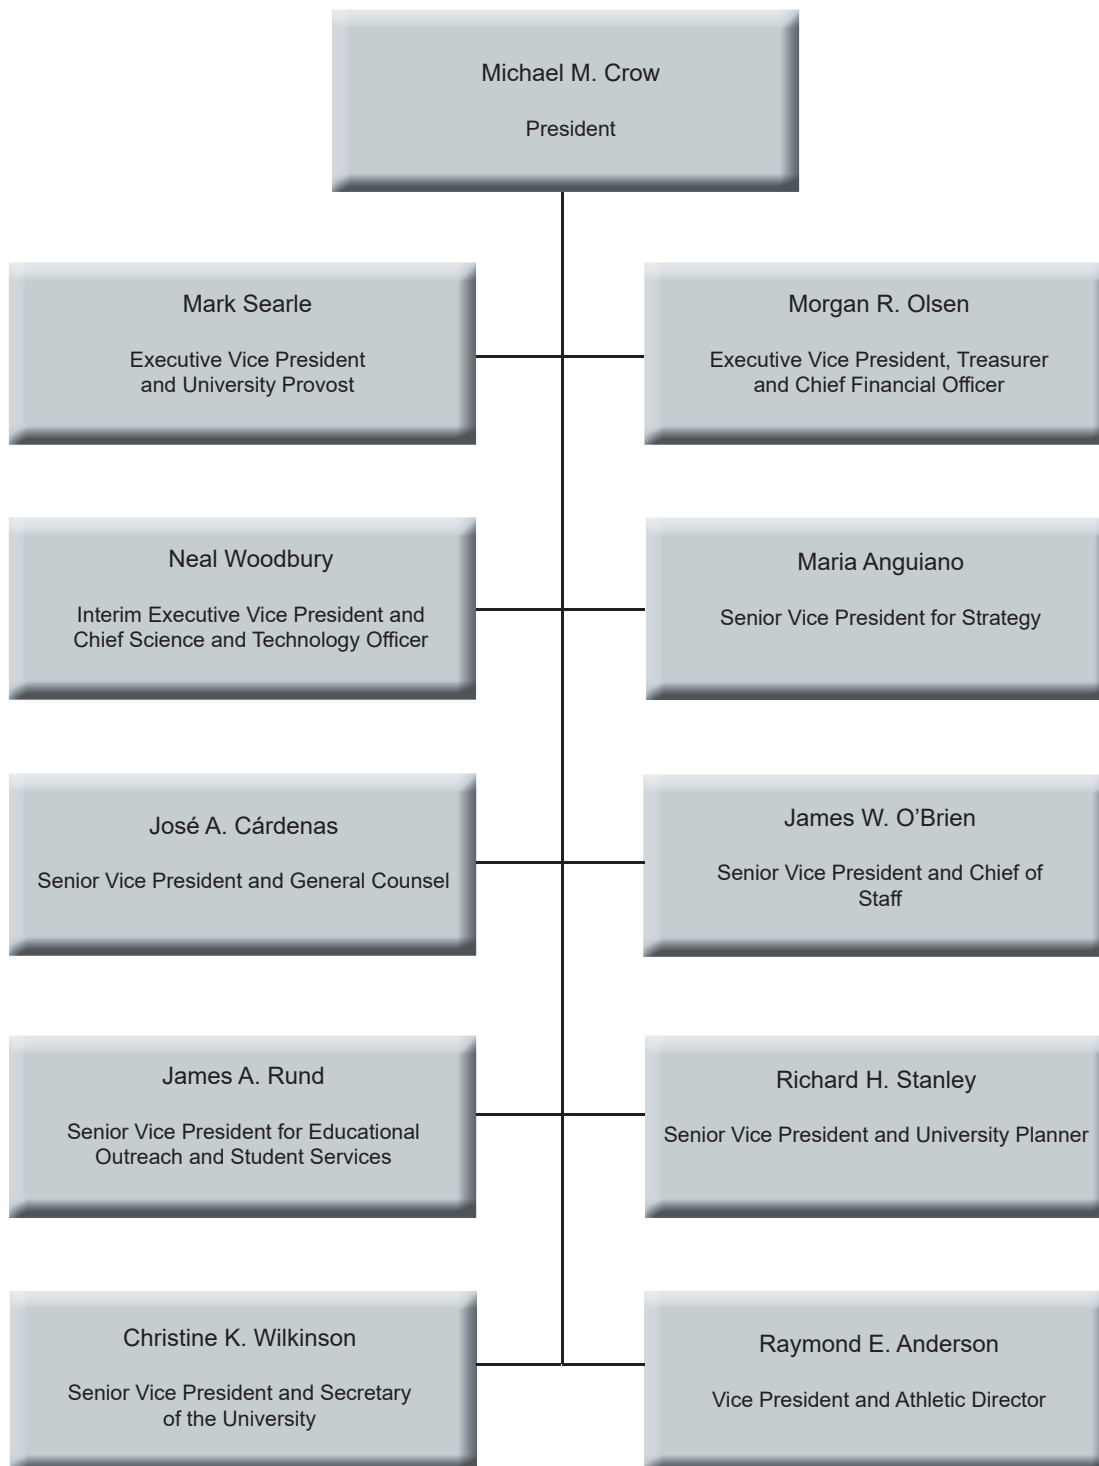 Michael M. Crow
President
Mark Searle
Executive Vice President
and University Provost
Morgan R. Olsen
Executive Vice President, Treasurer
and Chief Financial Officer
Neal Woodbury
Interim Executive Vice President and
Chief Science and Technology Officer
Maria Anguiano
Senior Vice President for Strategy
José A. Cárdenas
Senior Vice President and General Counsel
James W. O’Brien
Senior Vice President and Chief of
Staff
James A. Rund
Senior Vice President for Educational
Outreach and Student Services
Richard H. Stanley
Senior Vice President and University Planner
Christine K. Wilkinson
Senior Vice President and Secretary
of the University
Raymond E. Anderson
Vice President and Athletic Director